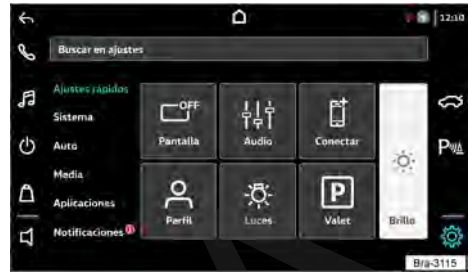 12:10
Buscar en ajustes
Ajustes rápidos
Sistema
Auto
Media
Aplicaciones
Notificaciones
OFF
Pantalla
Audio
Conectar
Perfil
Luces
P
Valet
Brillo
P
Bra-3115